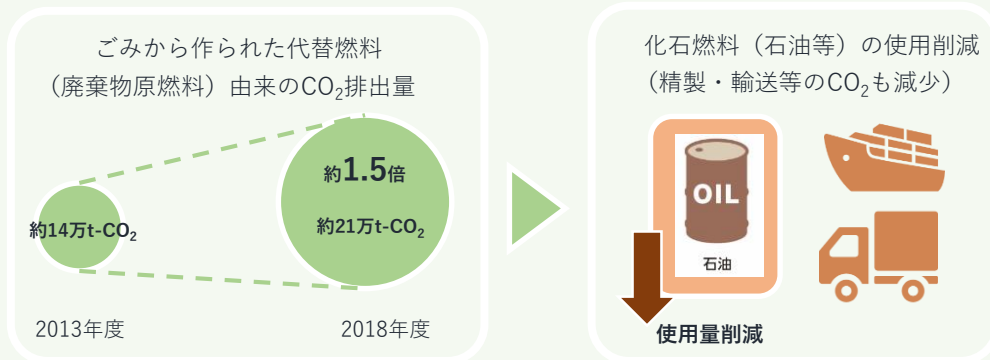 ごみから作られた代替燃料
（廃棄物原燃料）由来のCO₂排出量
約1.5倍
約14万t-CO₂
約21万t-CO₂
2013年度
2018年度
化石燃料（石油等）の使用削減
（精製・輸送等のCO₂も減少）
OIL
石油
使用量削減